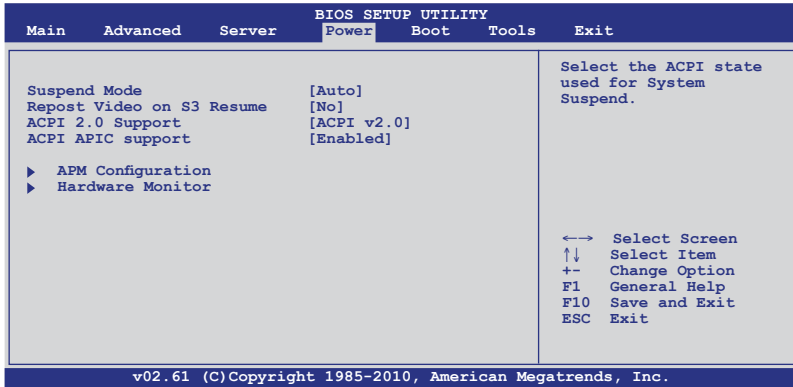 BIOS SETUP UTILITY
Main Advanced Server Power Boot Tools Exit
Suspend Mode [Auto]
Repost Video on S3 Resume [No]
ACPI 2.0 Support [ACPI v2.0]
ACPI APIC support [Enabled]
▶ APM Configuration
▶ Hardware Monitor
Select the ACPI state
used for System
Suspend.
←→ Select Screen
↑↓ Select Item
+- Change Option
F1 General Help
F10 Save and Exit
ESC Exit
v02.61 (C)Copyright 1985-2010, American Megatrends, Inc.